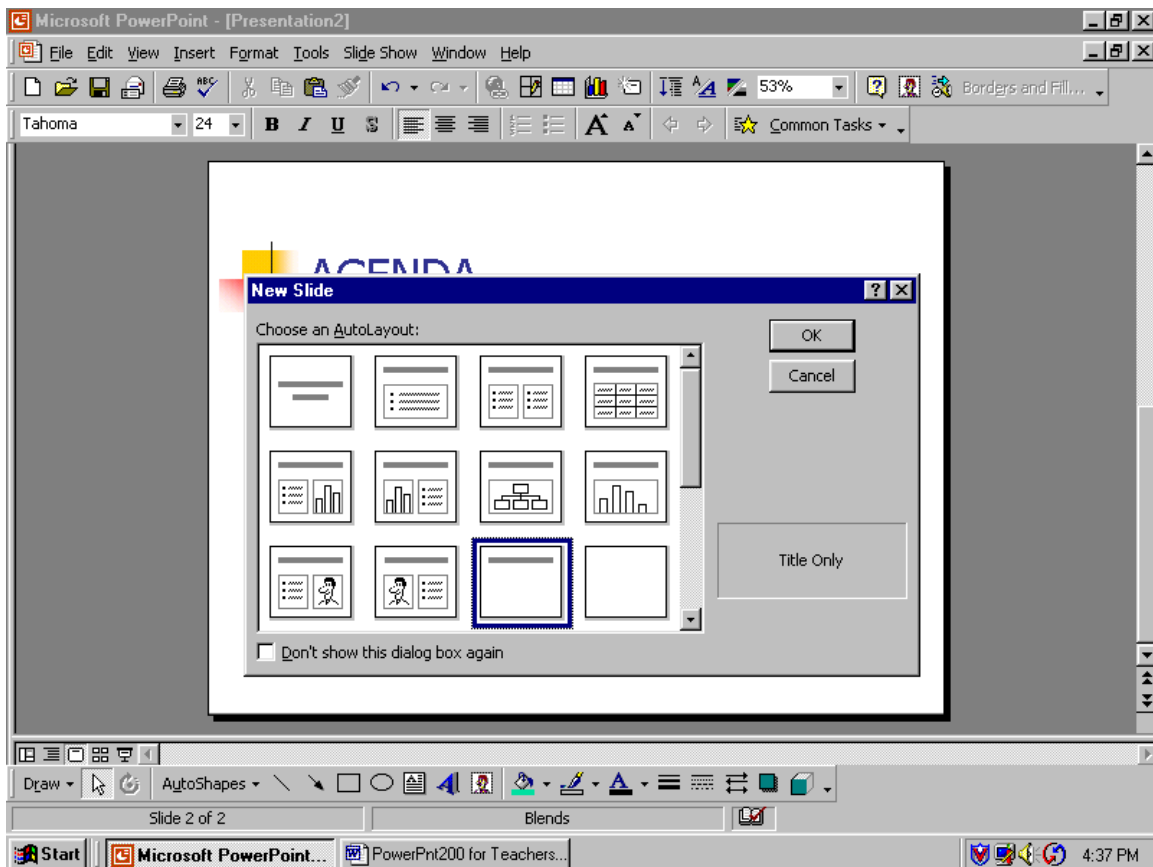 Microsoft PowerPoint - [Presentation2]
File Edit View Insert Format Tools Slide Show Window Help
ABC 53% Borders and Fill...
Tahoma 24 B I U S A A Common Tasks
AGENDA
New Slide
Choose an AutoLayout:
OK
Cancel
Title Only
Don't show this dialog box again
Draw AutoShapes A A
Slide 2 of 2 Blends
Start Microsoft PowerPoint... PowerPnt200 for Teachers... 4:37 PM